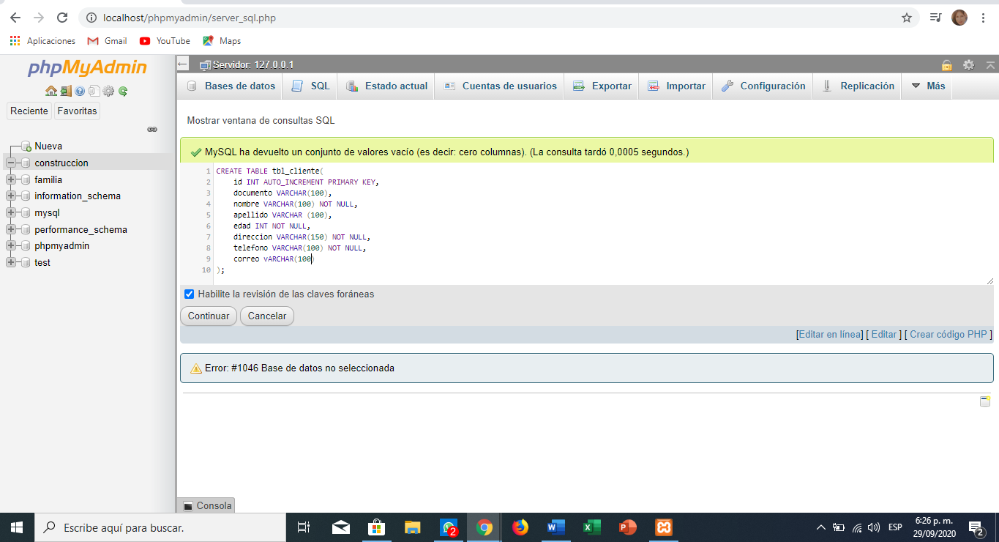 localhost/phpmyadmin/server_sql.php
Aplicaciones Gmail YouTube Maps
phpMyAdmin
Reciente Favoritas
Nueva
construccion
familia
information_schema
mysql
performance_schema
phpmyadmin
test
Servidor: 127.0.0.1
Bases de datos SQL Estado actual Cuentas de usuarios Exportar Importar Configuración Replicación Más
Mostrar ventana de consultas SQL
MySQL ha devuelto un conjunto de valores vacío (es decir: cero columnas). (La consulta tardó 0,0005 segundos.)
1 CREATE TABLE tbl_cliente(
2 id INT AUTO_INCREMENT PRIMARY KEY,
3 documento VARCHAR(100),
4 nombre VARCHAR(100) NOT NULL,
5 apellido VARCHAR (100),
6 edad INT NOT NULL,
7 direccion VARCHAR(150) NOT NULL,
8 telefono VARCHAR(100) NOT NULL,
9 correo vARCHAR(100)
10 );
Habilite la revisión de las claves foráneas
Continuar Cancelar
[Editar en línea] [ Editar ] [ Crear código PHP ]
Error: #1046 Base de datos no seleccionada
Consola
Escribe aquí para buscar.
2
ESP
6:26 p. m.
29/09/2020
2